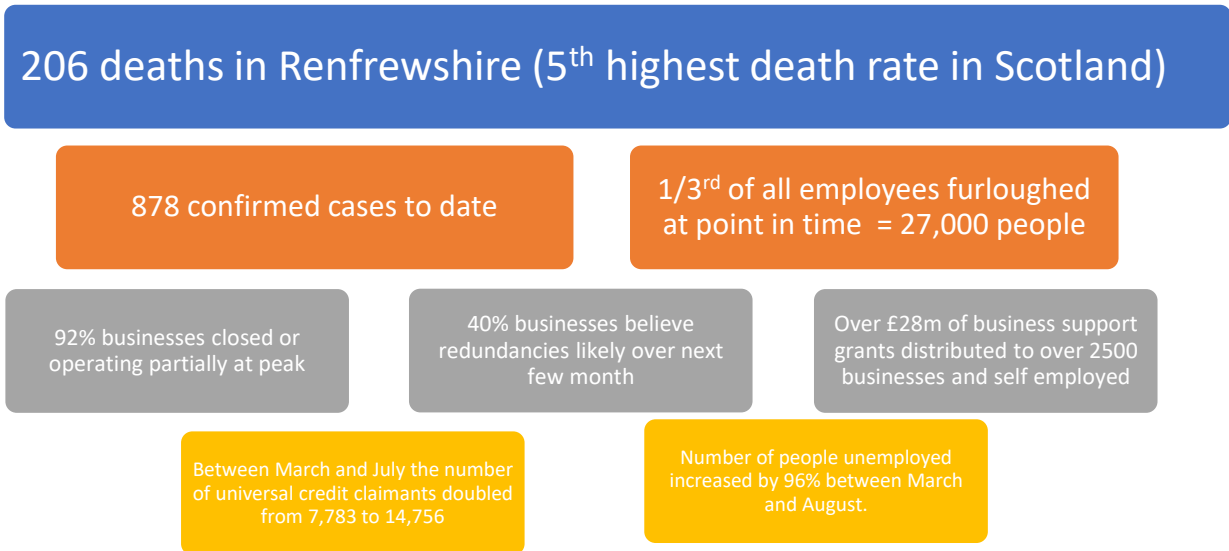 206 deaths in Renfrewshire (5th highest death rate in Scotland)
878 confirmed cases to date
1/3rd of all employees furloughed
at point in time = 27,000 people
92% businesses closed or
operating partially at peak
40% businesses believe
redundancies likely over next
few month
Over £28m of business support
grants distributed to over 2500
businesses and self employed
Between March and July the number
of universal credit claimants doubled
from 7,783 to 14,756
Number of people unemployed
increased by 96% between March
and August.